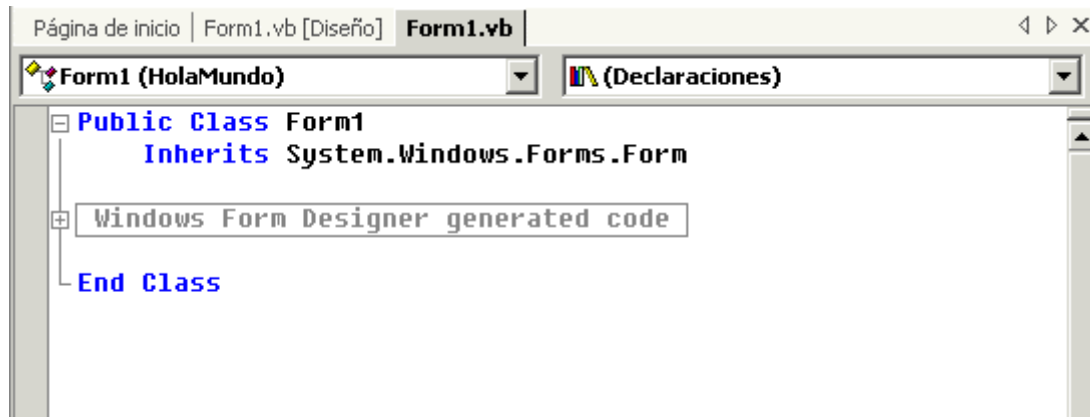 Página de inicio Form1.vb [Diseño] Form1.vb
Form1 (HolaMundo) (Declaraciones)
Public Class Form1
Inherits System.Windows.Forms.Form
Windows Form Designer generated code
End Class